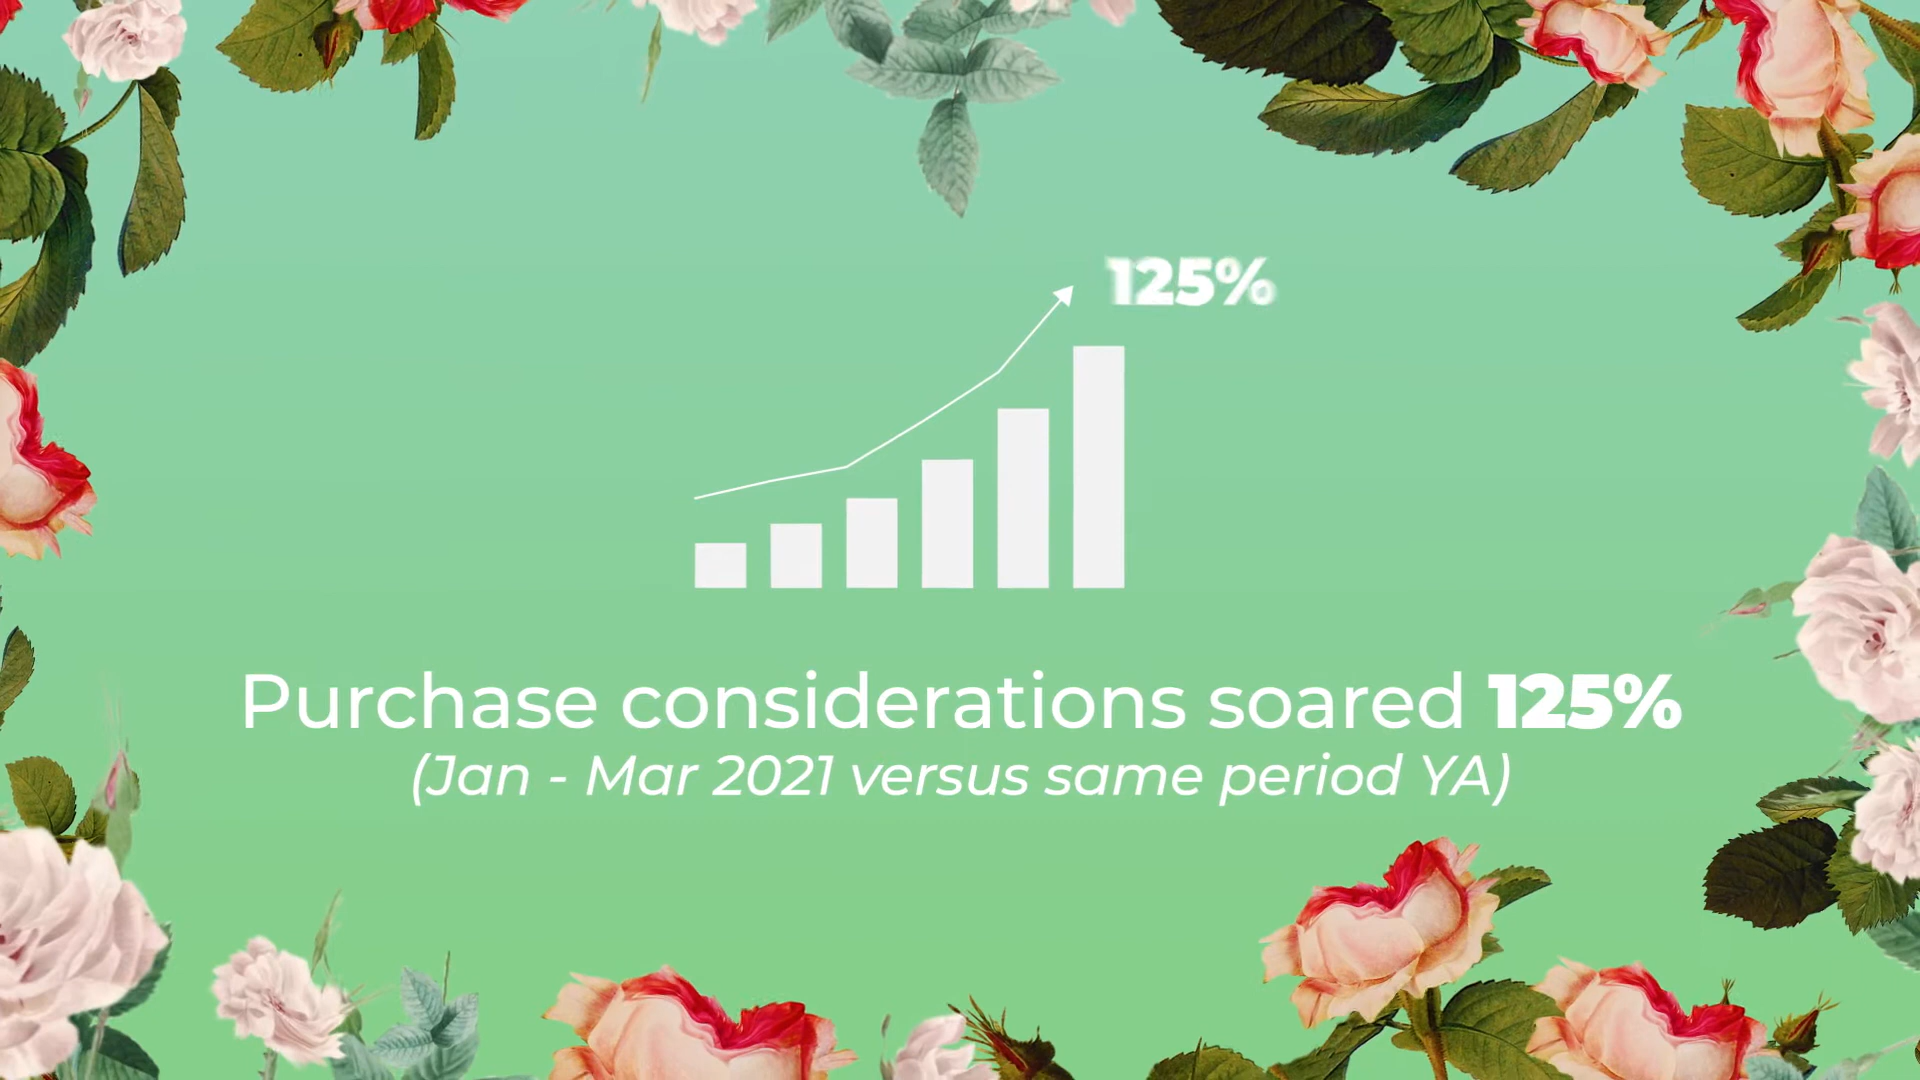 125%
Purchase considerations soared 125%
(Jan - Mar 2021 versus same period YA)